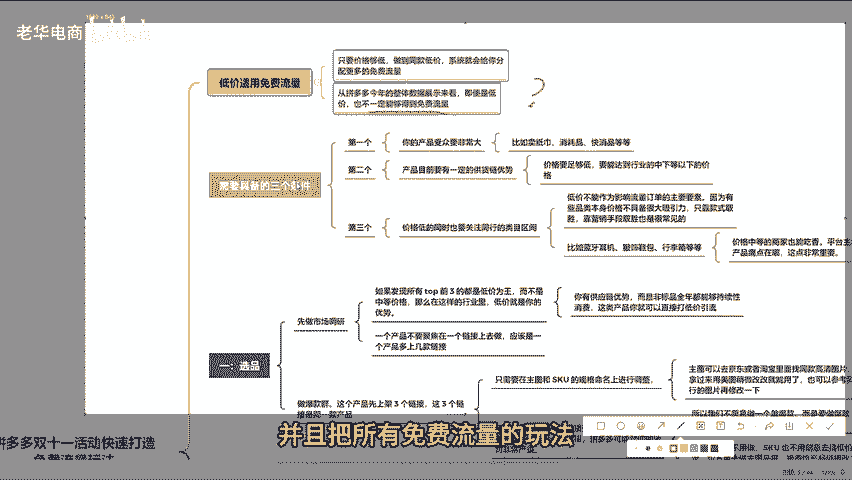 老华电商
只要价格够低，做到同款低价，系统就会给你分
配更多的免费流量
低价滥用免费流量
从拼多多今年的整体数据展示来看，即便是低
价，也不一定能够得到免费流量
?
需要具备的三个条件
第一个
你的产品受众要非常大
比如卖纸巾、消耗品、快消品等等
第二个
产品目前要有一定的供货链优势
价格要足够低，要能达到行业的中下等以下的价
格
第三个
价格低的同时也要关注同行的类目区间
低价不能作为影响流量订单的主要要素。因为有
些品类本身价格不具备很大吸引力，只靠款式取
胜，靠营销手段取胜也是很常见的
比如蓝牙耳机、服饰鞋包、行李箱等等
价格中等的商家也能吃香。平台主
产品痛点在哪，这点非常重要。
一：选品
先做市场调研
如果发现所有 top 前 3 的都是低价为王，而不是
中等价格，那么在这样的行业里，低价就是你的
优势。
你有供应链优势，而是非标品全年都能够持续性
消费，这类产品你就可以直接打低价引流
一个产品不要聚焦在一个链接上去做，应该是一
个产品多上几款链接
做爆款群。这个产品先上架 3 个链接，这 3 个链
接是同一款产品
只需要在主图和 SKU 的规格命名上进行调整，
主图可以去京东或者淘宝里面找同款高清图片，
拿过来用美图稍微改改就能用了，也可以参考同
行的图片再修改一下
拼多多双十一活动快速打造
免费流量玩法
并且把所有免费流量的玩法